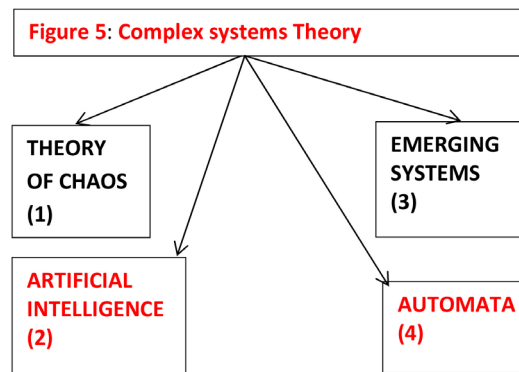 Figure 5: Complex systems Theory
THEORY
OF CHAOS
(1)
EMERGING
SYSTEMS
(3)
ARTIFICIAL
INTELLIGENCE
(2)
AUTOMATA
(4)